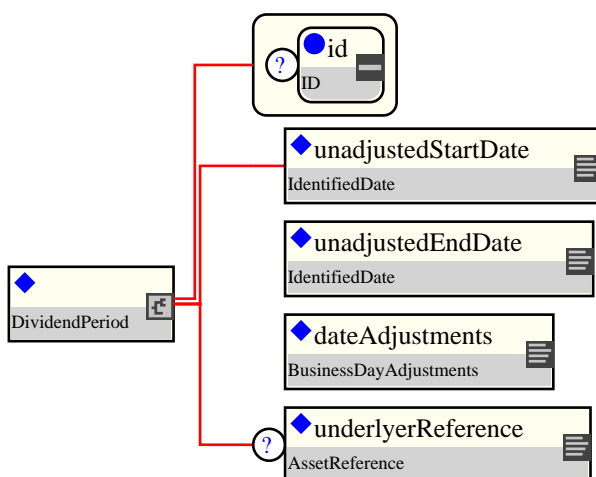 ?
id
ID
unadjustedStartDate
IdentifiedDate
unadjustedEndDate
IdentifiedDate
DividendPeriod
dateAdjustments
BusinessDayAdjustments
?
underlyerReference
AssetReference